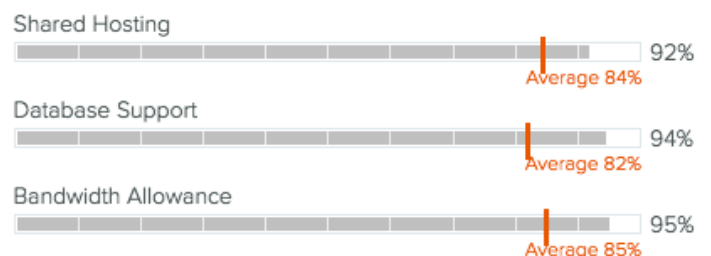 Shared Hosting
92%
Average 84%
Database Support
94%
Average 82%
Bandwidth Allowance
95%
Average 85%